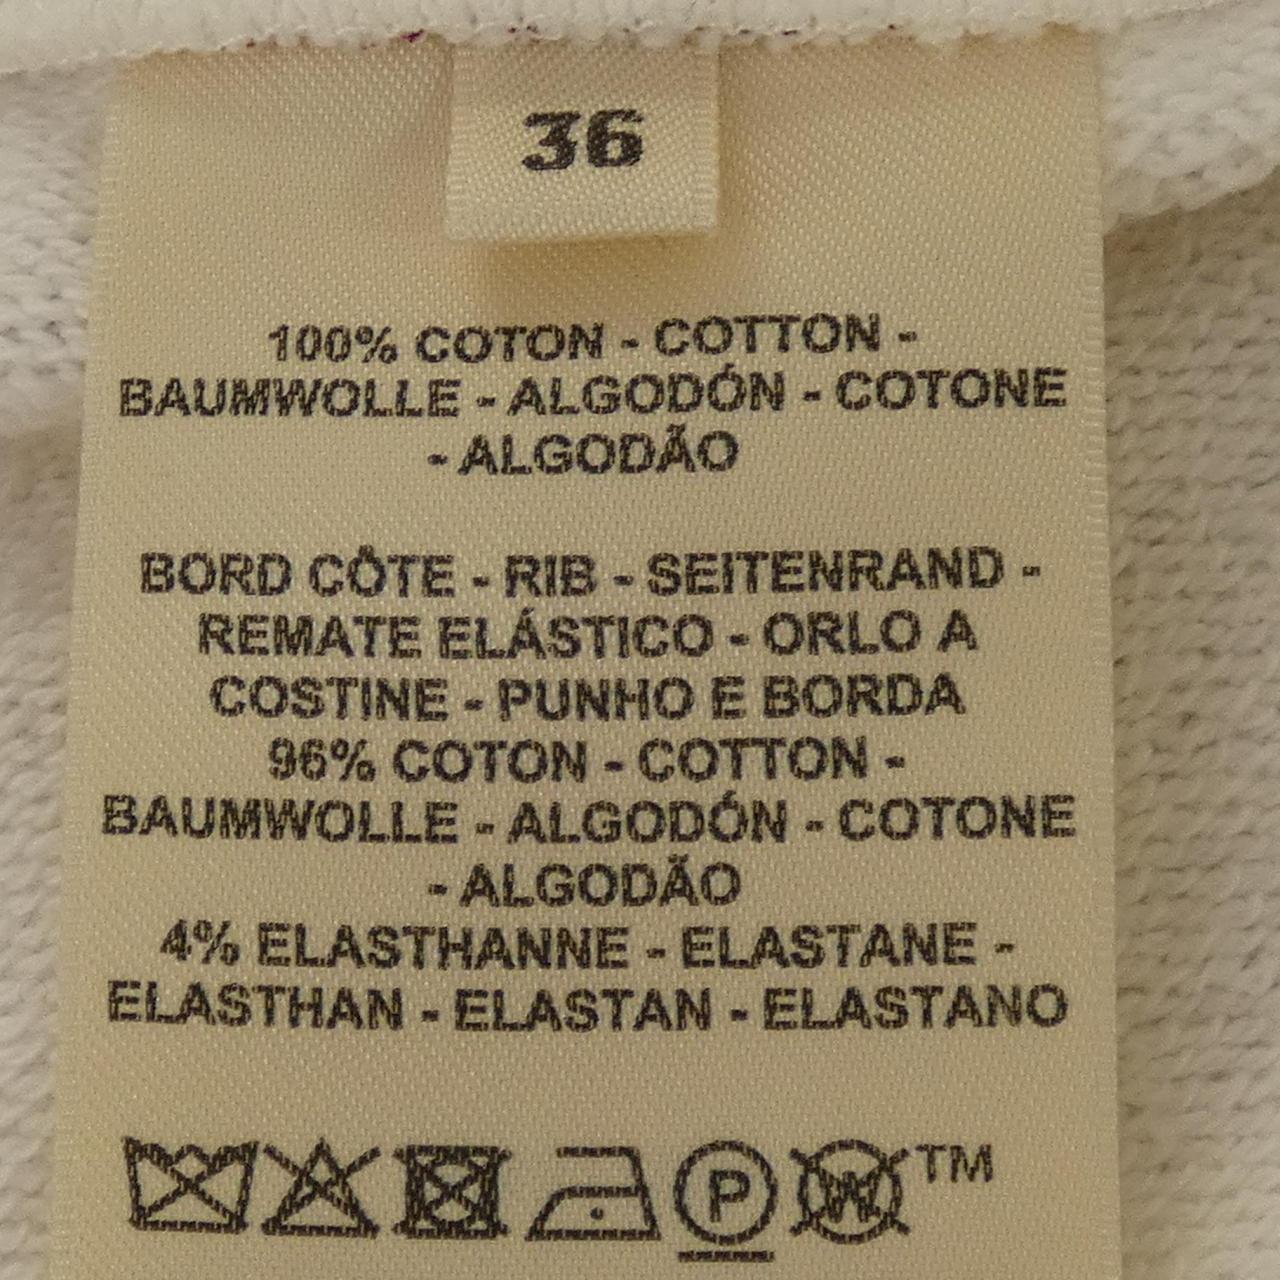 36
100% COTON - COTTON -
BAUMWOLLE - ALGODÓN - COTONE
- ALGODÃO
BORD CÔTE - RIB - SEITENRAND -
REMATE ELÁSTICO - ORLO A
COSTINE - PUNHO E BORDA
96% COTON - COTTON -
BAUMWOLLE - ALGODÓN - COTONE
- ALGODÃO
4% ELASTHANNE - ELASTANE -
ELASTHAN - ELASTAN - ELASTANO
P W TM